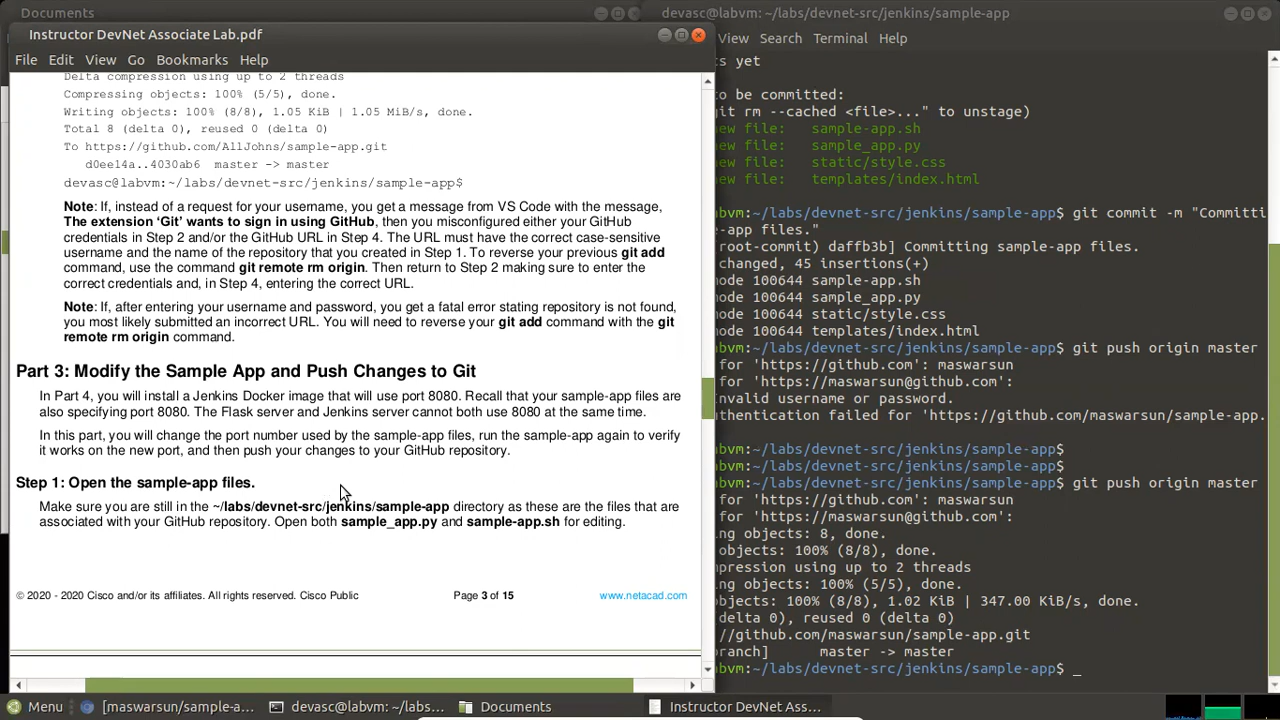 Documents
devasc@labvm: ~/labs/devnet-src/jenkins/sample-app
Instructor DevNet Associate Lab.pdf
File Edit View Go Bookmarks Help
Delta compression using up to 2 threads
Compressing objects: 100% (5/5), done.
Writing objects: 100% (8/8), 1.05 KiB | 1.05 MiB/s, done.
Total 8 (delta 0), reused 0 (delta 0)
To https://github.com/AllJohns/sample-app.git
d0ee14a..4030ab6 master -> master
devasc@labvm:~/labs/devnet-src/jenkins/sample-app$
Note: If, instead of a request for your username, you get a message from VS Code with the message,
The extension ‘Git’ wants to sign in using GitHub, then you misconfigured either your GitHub
credentials in Step 2 and/or the GitHub URL in Step 4. The URL must have the correct case-sensitive
username and the name of the repository that you created in Step 1. To reverse your previous git add
command, use the command git remote rm origin. Then return to Step 2 making sure to enter the
correct credentials and, in Step 4, entering the correct URL.
Note: If, after entering your username and password, you get a fatal error stating repository is not found,
you most likely submitted an incorrect URL. You will need to reverse your git add command with the git
remote rm origin command.
Part 3: Modify the Sample App and Push Changes to Git
In Part 4, you will install a Jenkins Docker image that will use port 8080. Recall that your sample-app files are
also specifying port 8080. The Flask server and Jenkins server cannot both use 8080 at the same time.
In this part, you will change the port number used by the sample-app files, run the sample-app again to verify
it works on the new port, and then push your changes to your GitHub repository.
Step 1: Open the sample-app files.
Make sure you are still in the ~/labs/devnet-src/jenkins/sample-app directory as these are the files that are
associated with your GitHub repository. Open both sample_app.py and sample-app.sh for editing.
© 2020 - 2020 Cisco and/or its affiliates. All rights reserved. Cisco Public Page 3 of 15 www.netacad.com
View Search Terminal Help
ts yet
to be committed:
git rm --cached <file>..." to unstage)
new file: sample-app.sh
new file: sample_app.py
new file: static/style.css
new file: templates/index.html
bvm:~/labs/devnet-src/jenkins/sample-app$ git commit -m "Committi
e-app files."
[root-commit) daffb3b] Committing sample-app files.
changed, 45 insertions(+)
mode 100644 sample-app.sh
mode 100644 sample_app.py
mode 100644 static/style.css
mode 100644 templates/index.html
bvm:~/labs/devnet-src/jenkins/sample-app$ git push origin master
for 'https://github.com': maswarsun
for 'https://maswarsun@github.com':
Invalid username or password.
uthentication failed for 'https://github.com/maswarsun/sample-app.
bvm:~/labs/devnet-src/jenkins/sample-app$
bvm:~/labs/devnet-src/jenkins/sample-app$
bvm:~/labs/devnet-src/jenkins/sample-app$ git push origin master
for 'https://github.com': maswarsun
for 'https://maswarsun@github.com':
ng objects: 8, done.
objects: 100% (8/8), done.
mpression using up to 2 threads
ng objects: 100% (5/5), done.
objects: 100% (8/8), 1.02 KiB | 347.00 KiB/s, done.
(delta 0), reused 0 (delta 0)
//github.com/maswarsun/sample-app.git
branch] master -> master
bvm:~/labs/devnet-src/jenkins/sample-app$ _
Menu [maswarsun/sample-a... devasc@labvm: ~/labs... Documents Instructor DevNet Assoc...